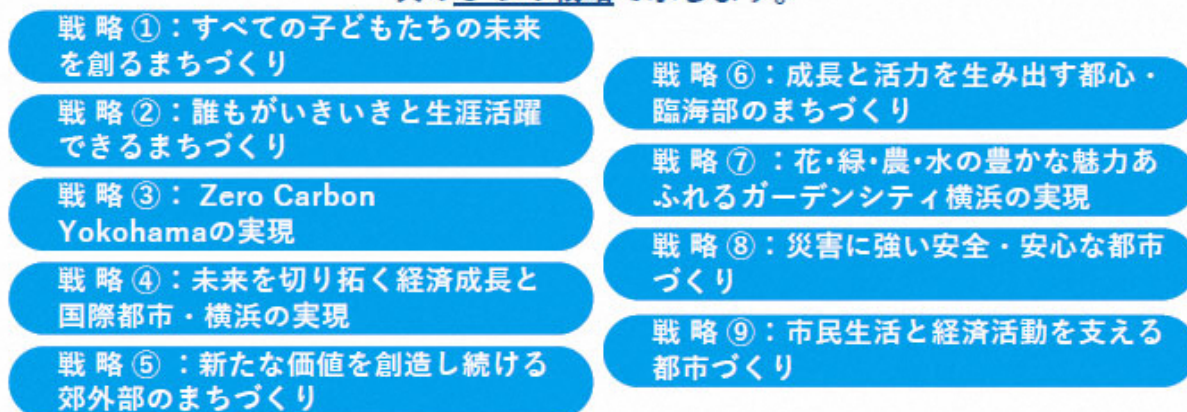 戦 略 ①：すべての子どもたちの未来
を創るまちづくり
戦 略 ②：誰もがいきいきと生涯活躍
できるまちづくり
戦 略 ③： Zero Carbon
Yokohamaの実現
戦 略 ④：未来を切り拓く経済成長と
国際都市・横浜の実現
戦 略 ⑤ ：新たな価値を創造し続ける
郊外部のまちづくり
戦 略 ⑥：成長と活力を生み出す都心・
臨海部のまちづくり
戦 略 ⑦ ：花・緑・農・水の豊かな魅力あ
ふれるガーデンシティ横浜の実現
戦 略 ⑧：災害に強い安全・安心な都市
づくり
戦 略 ⑨：市民生活と経済活動を支える
都市づくり